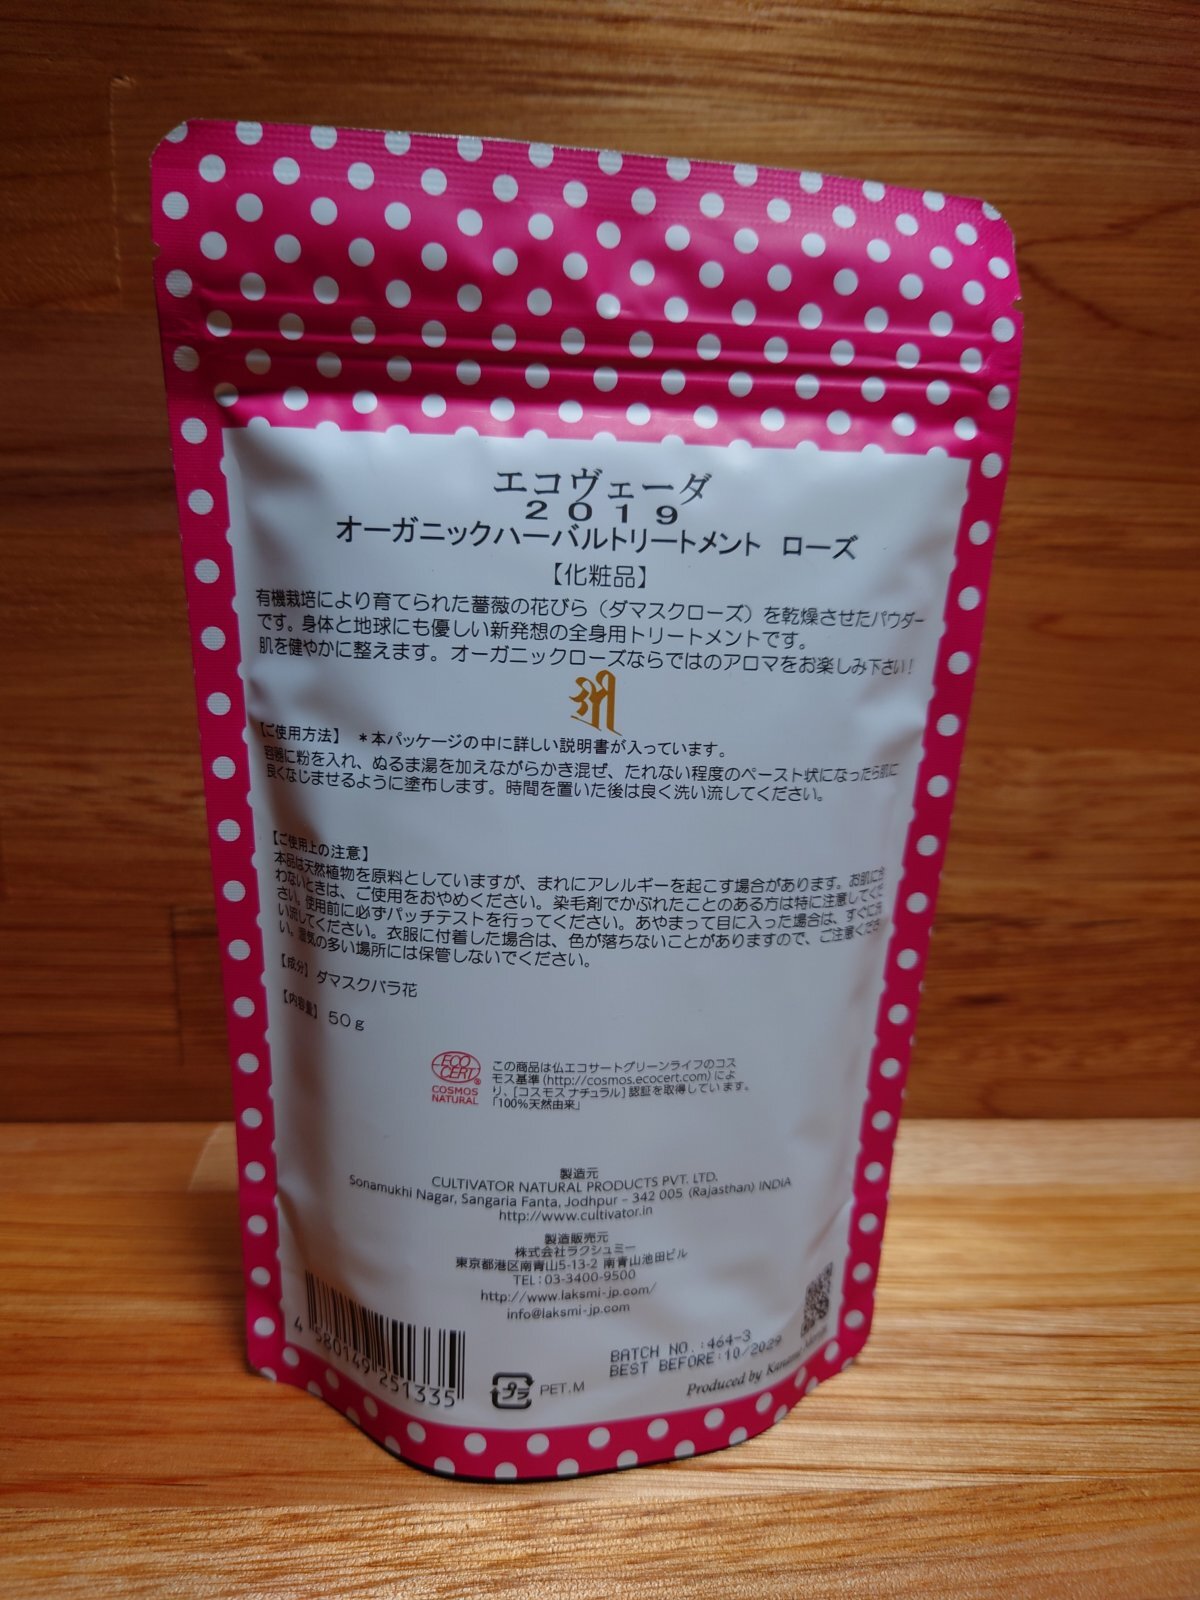 エコヴェーダ
2019
オーガニックハーバルトリートメント ローズ
【化粧品】
有機栽培により育てられた薔薇の花びら(ダマスクローズ)を乾燥させたパウダー
です。身体と地球にも優しい新発想の全身用トリートメントです。
肌を健やかに整えます。オーガニックローズならではのアロマをお楽しみ下さい!
श्री
【ご使用方法】 *本パッケージの中に詳しい説明書が入っています。
容器に粉を入れ、ぬるま湯を加えながらかき混ぜ、たれない程度のペースト状になったら肌に
良くなじませるように塗布します。時間を置いた後は良く洗い流してください。
【ご使用上の注意】
本品は天然植物を原料としていますが、まれにアレルギーを起こす場合があります。お肌に合
わないときは、ご使用をおやめください。染毛剤でかぶれたことのある方は特に注意してくだ
さい。使用前に必ずパッチテストを行ってください。あやまって目に入った場合は、すぐに洗
い流してください。衣服に付着した場合は、色が落ちないことがありますので、ご注意くださ
い。湿気の多い場所には保管しないでください。
【成分】ダマスクバラ花
【内容量】50g
ECO
CERT®
COSMOS
NATURAL
この商品は仏エコサートグリーンライフのコス
モス基準(http://cosmos.ecocert.com)によ
り、[コスモス ナチュラル]認証を取得しています。
「100%天然由来」
製造元
CULTIVATOR NATURAL PRODUCTS PVT. LTD.
Sonamukhi Nagar, Sangaria Fanta, Jodhpur – 342 005 (Rajasthan) INDIA
http://www.cultivator.in
製造販売元
株式会社ラクシュミー
東京都港区南青山5-13-2 南青山池田ビル
TEL:03-3400-9500
http://www.laksmi-jp.com/
info@laksmi-jp.com
BATCH NO.:464-3
BEST BEFORE:10/2029
4 580149 251335
プラ
PET.M
Produced by